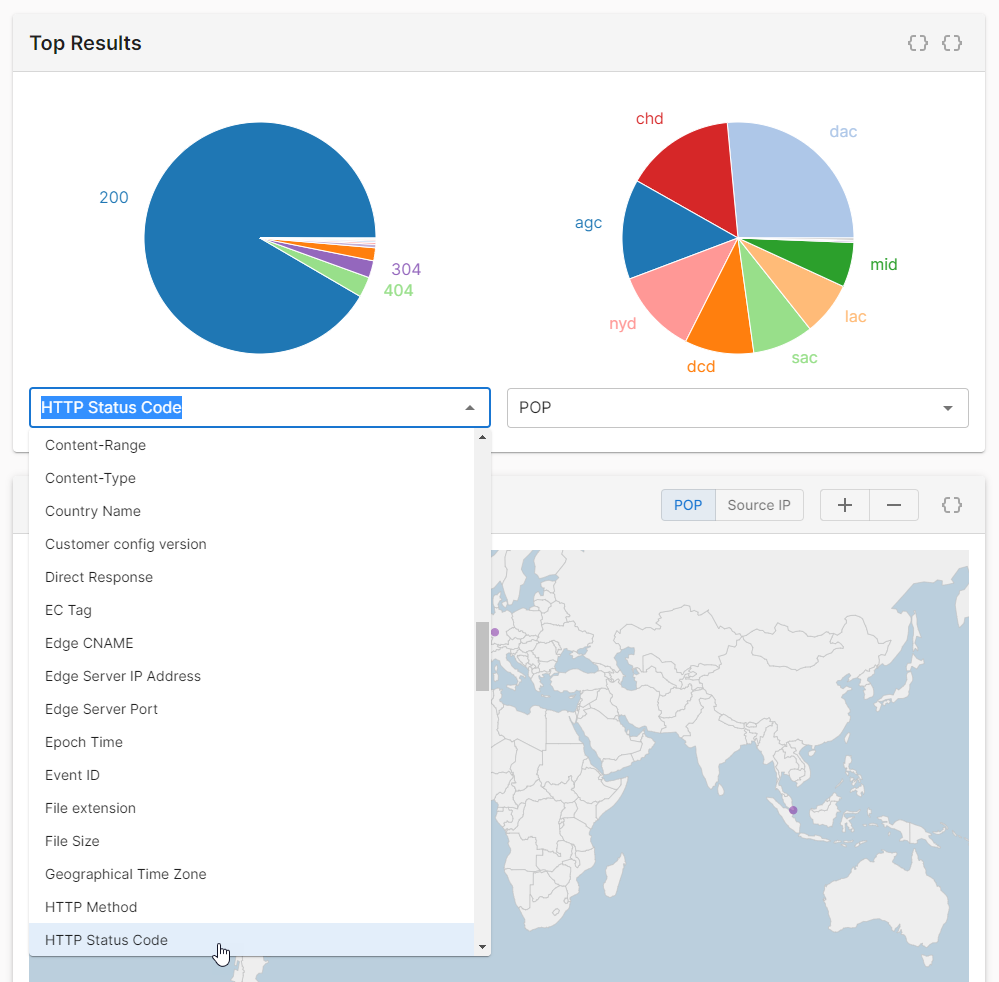 Top Results
200
304
404
chd
dac
agc
mid
nyd
lac
dcd
sac
HTTP Status Code
POP
Content-Range
Content-Type
Country Name
Customer config version
Direct Response
EC Tag
Edge CNAME
Edge Server IP Address
Edge Server Port
Epoch Time
Event ID
File extension
File Size
Geographical Time Zone
HTTP Method
HTTP Status Code
POP
Source IP